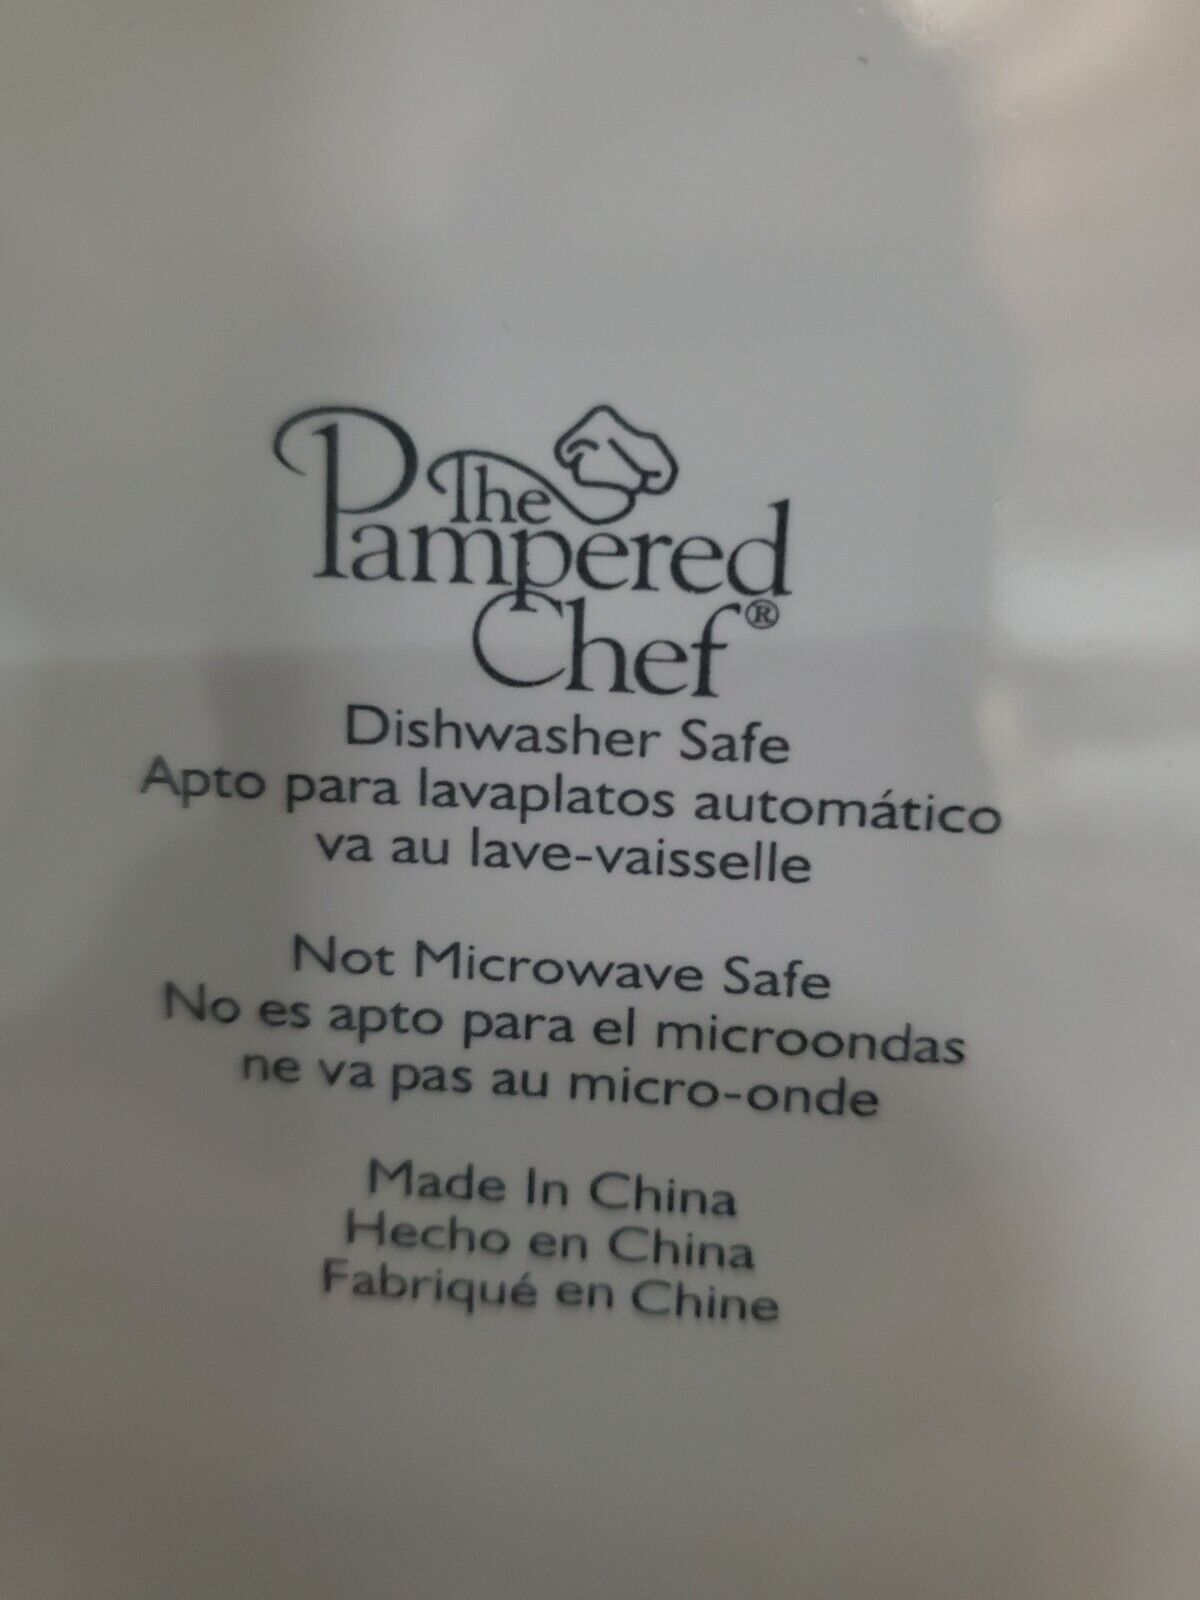 The
Pampered
Chef®
Dishwasher Safe
Apto para lavaplatos automático
va au lave-vaisselle
Not Microwave Safe
No es apto para el microondas
ne va pas au micro-onde
Made In China
Hecho en China
Fabriqué en Chine